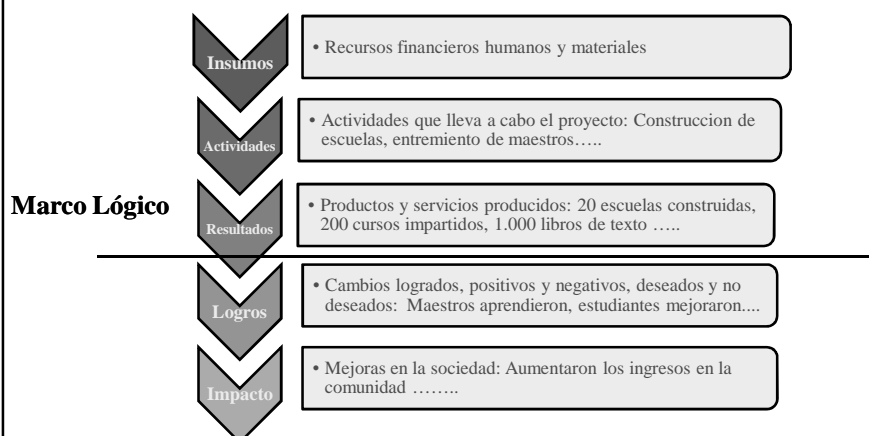 Insumos
• Recursos financieros humanos y materiales
Actividades
• Actividades que lleva a cabo el proyecto: Construccion de
escuelas, entremiento de maestros…..
Marco Lógico
Resultados
• Productos y servicios producidos: 20 escuelas construidas,
200 cursos impartidos, 1.000 libros de texto …..
Logros
• Cambios logrados, positivos y negativos, deseados y no
deseados: Maestros aprendieron, estudiantes mejoraron....
Impacto
• Mejoras en la sociedad: Aumentaron los ingresos en la
comunidad ……..